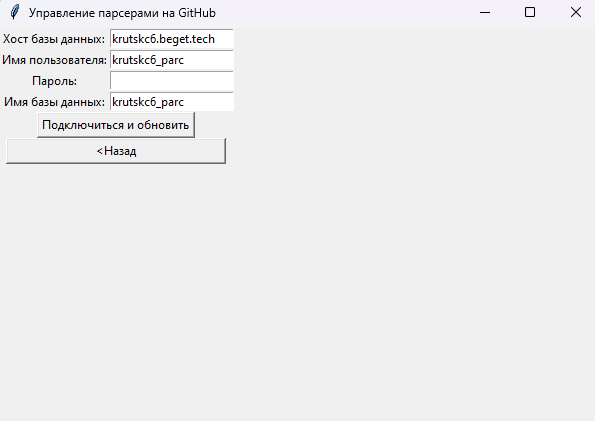 Управление парсерами на GitHub
Хост базы данных: krutskc6.beget.tech
Имя пользователя: krutskc6_parc
Пароль:
Имя базы данных: krutskc6_parc
Подключиться и обновить
<Назад